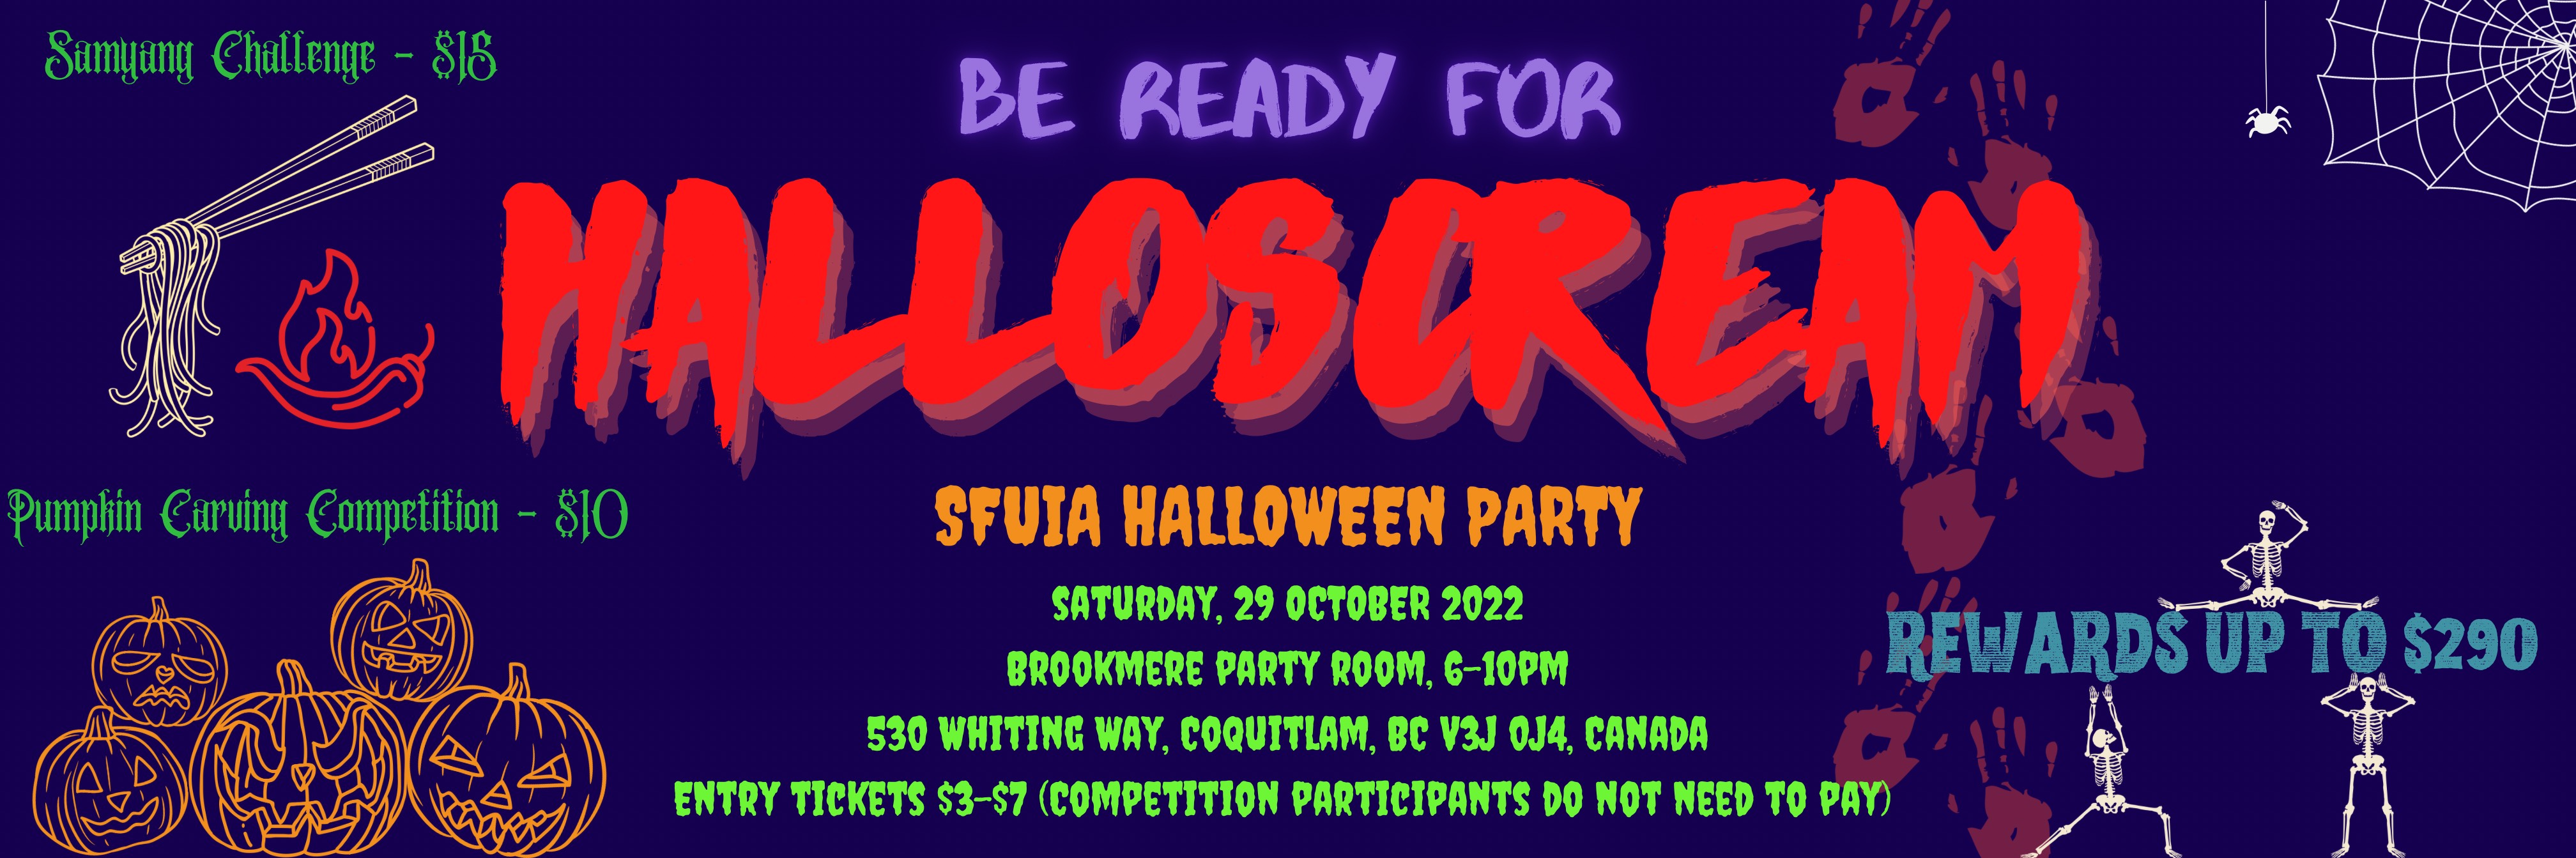 Samyang Challenge - $15
BE READY FOR
HALLOSCREAM
Pumpkin Carving Competition - $10
SFUIA HALLOWEEN PARTY
SATURDAY, 29 OCTOBER 2022
BROOKMERE PARTY ROOM, 6-10PM
530 WHITING WAY, COQUITLAM, BC V3J 0J4, CANADA
ENTRY TICKETS $3-$7 (COMPETITION PARTICIPANTS DO NOT NEED TO PAY)
REWARDS UP TO $290